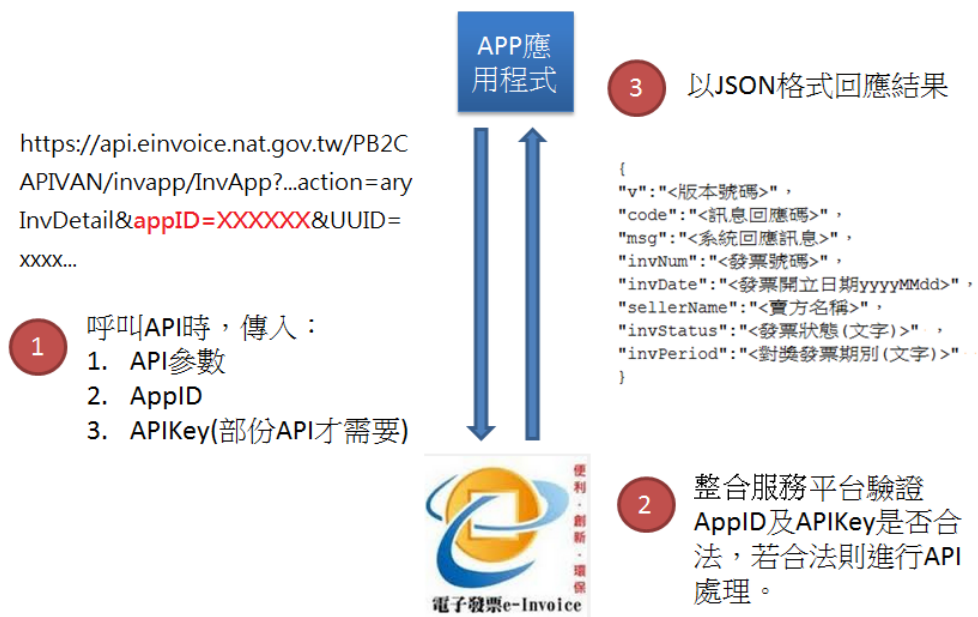 APP應
用程式
3
以JSON格式回應結果
https://api.einvoice.nat.gov.tw/PB2C
APIVAN/invapp/InvApp?...action=ary
InvDetail&appID=XXXXXX&UUID=
xxxx...
{
"v":"<版本號碼>"，
"code":"<訊息回應碼>"，
"msg":"<系統回應訊息>"，
"invNum":"<發票號碼>"，
"invDate":"<發票開立日期yyyyMMdd>"，
"sellerName":"<賣方名稱>"，
"invStatus":"<發票狀態(文字)>"，
"invPeriod":"<對獎發票期別(文字)>"
}
1
呼叫API時，傳入：
1. API參數
2. AppID
3. APIKey(部份API才需要)
便利·創新·環保
電子發票e-Invoice
2
整合服務平台驗證
AppID及APIKey是否合
法，若合法則進行API
處理。